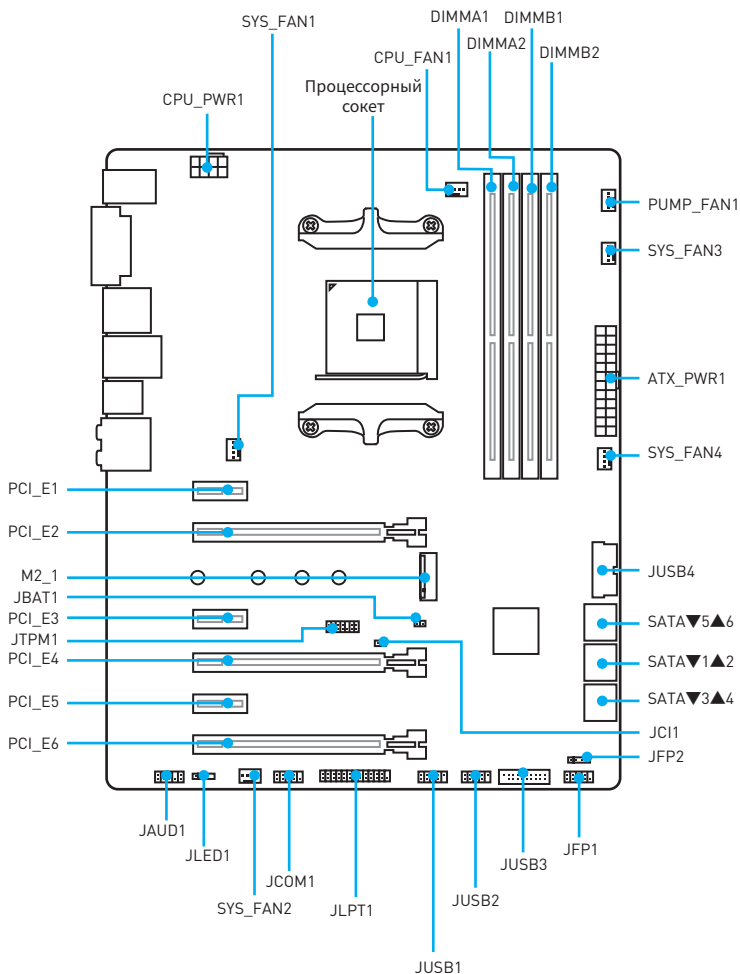 SYS_FAN1
DIMMA1
DIMMB1
CPU_FAN1
DIMMA2
DIMMB2
Процессорный
сокет
CPU_PWR1
PUMP_FAN1
SYS_FAN3
ATX_PWR1
SYS_FAN4
PCI_E1
PCI_E2
M2_1
JUSB4
JBAT1
PCI_E3
SATA▼5▲6
JTPM1
PCI_E4
SATA▼1▲2
PCI_E5
SATA▼3▲4
JCI1
PCI_E6
JFP2
JAUD1
JLED1
JCOM1
SYS_FAN2
JLPT1
JUSB1
JUSB2
JUSB3
JFP1